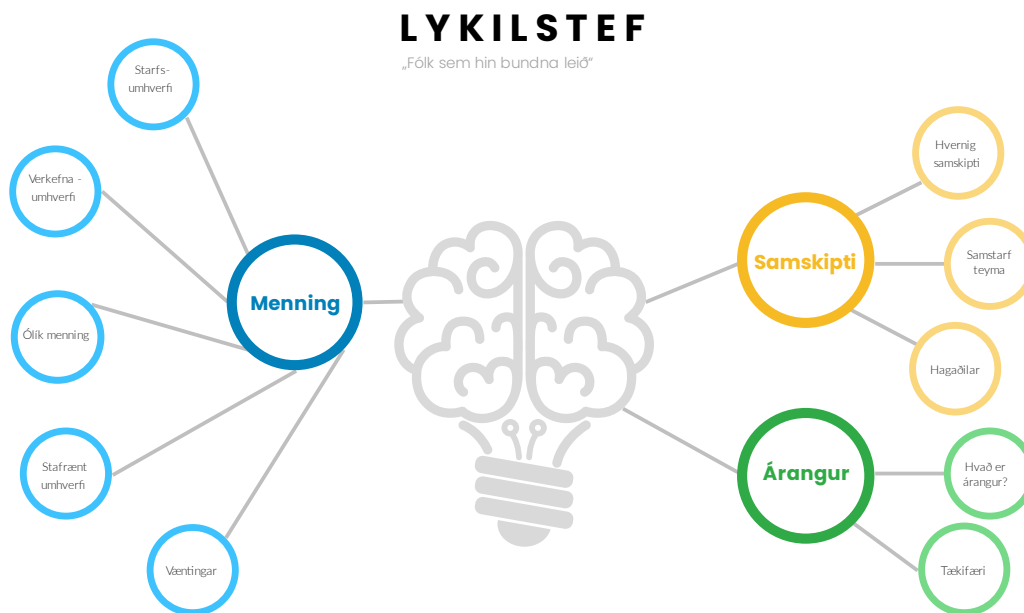 LYKILSTEF
„Fólk sem hin bundna leið“
Starfs-
umhverfi
Verkefna -
umhverfi
Ólík menning
Stafrænt
umhverfi
Væntingar
Menning
Samskipti
Hvernig
samskipti
Samstarf
teyma
Hagaðilar
Árangur
Hvað er
árangur?
Tækifæri